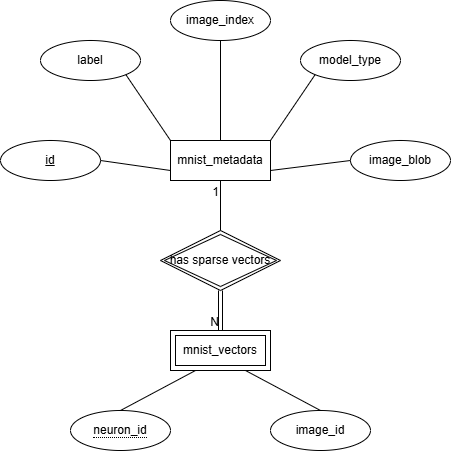 image_index
label
model_type
id
mnist_metadata
image_blob
1
<has sparse vectors>
N
mnist_vectors
neuron_id
image_id